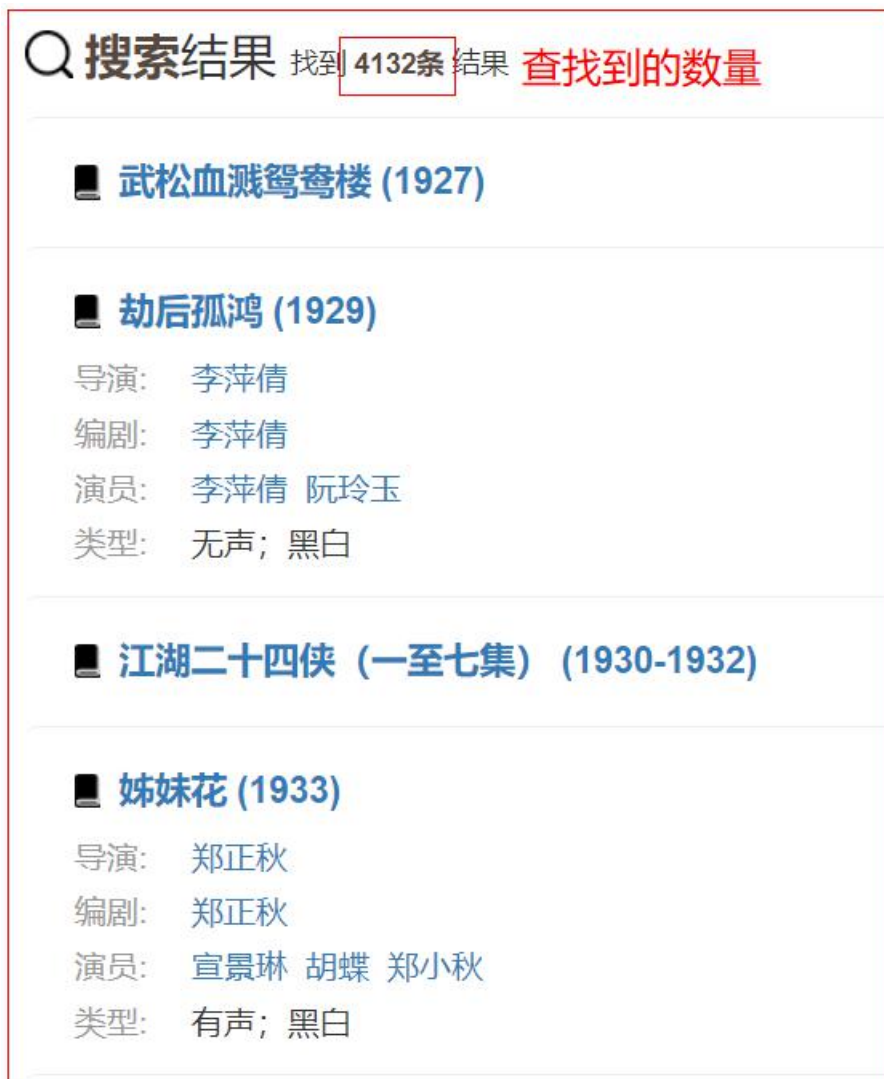 搜索结果 找到 4132条 结果 查找到的数量
武松血溅鸳鸯楼 (1927)
劫后孤鸿 (1929)
导演: 李萍倩
编剧: 李萍倩
演员: 李萍倩 阮玲玉
类型: 无声；黑白
江湖二十四侠（一至七集） (1930-1932)
姊妹花 (1933)
导演: 郑正秋
编剧: 郑正秋
演员: 宣景琳 胡蝶 郑小秋
类型: 有声；黑白